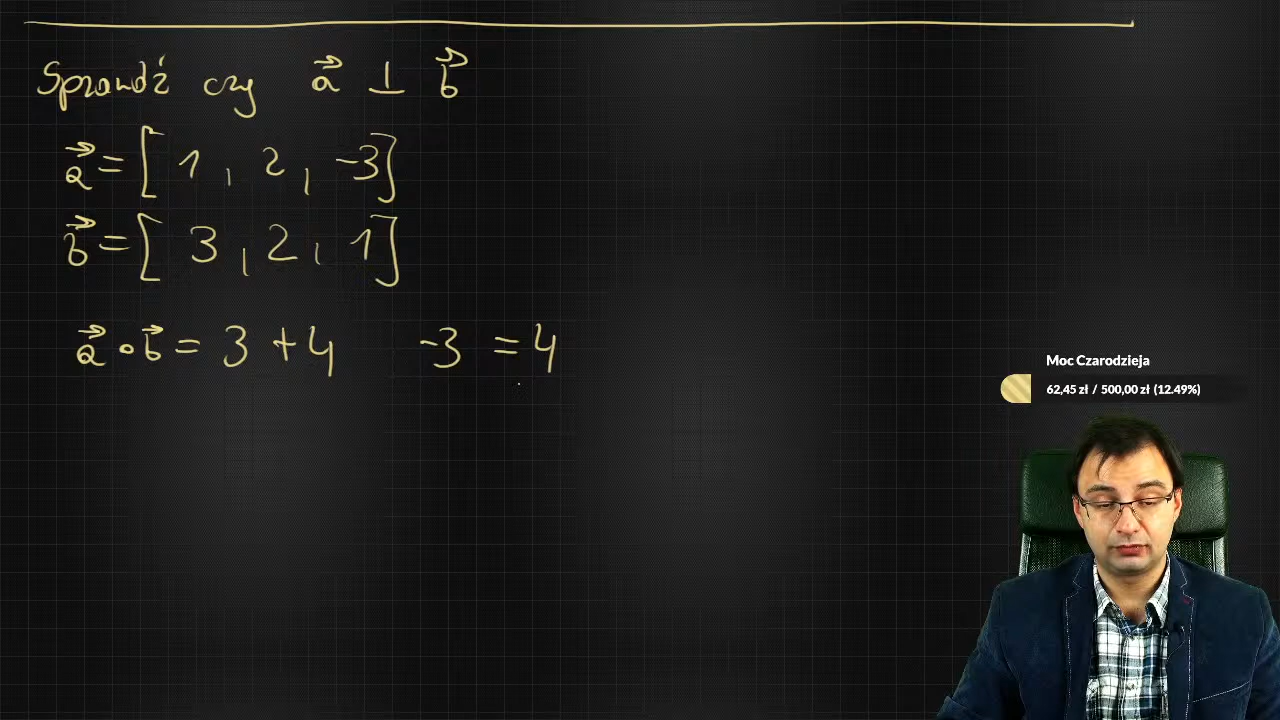 Sprawdź czy a⃗ ⊥ b⃗
a⃗ = [ 1 , 2 , -3 ]
b⃗ = [ 3 , 2 , 1 ]
a⃗ ∘ b⃗ = 3 + 4 -3 = 4
Moc Czarodzieja
62,45 zł / 500,00 zł (12.49%)